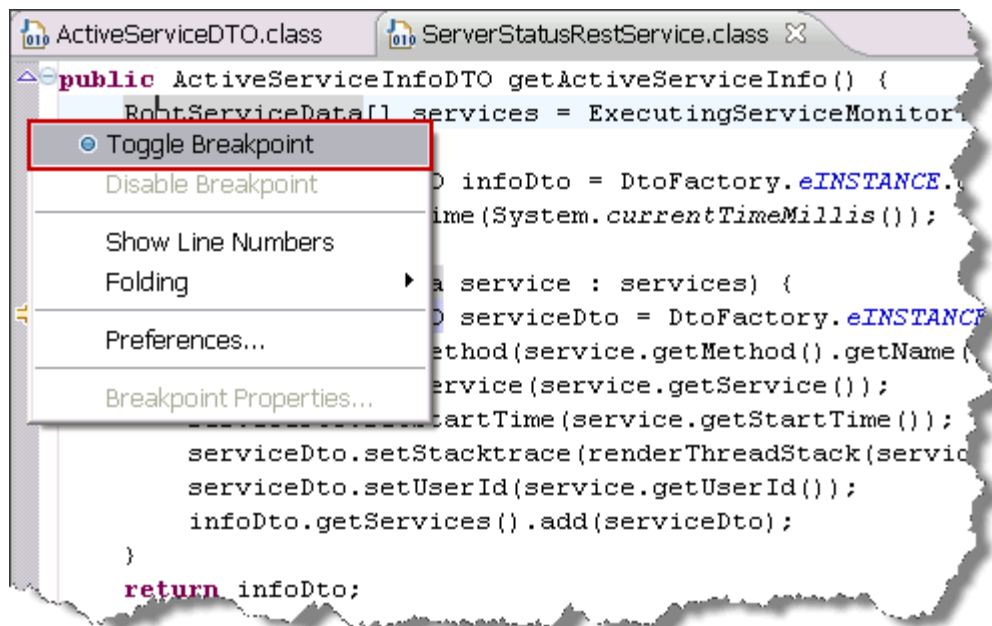 ActiveServiceDTO.class ServerStatusRestService.class
public ActiveServiceInfoDTO getActiveServiceInfo() {
RootServiceData[] services = ExecutingServiceMonitor
Toggle Breakpoint
Disable Breakpoint
infoDto = DtoFactory.eINSTANCE.
ime(System.currentTimeMillis());
Show Line Numbers
Folding
service : services) {
serviceDto = DtoFactory.eINSTANCE
Preferences...
ethod(service.getMethod().getName(
ervice(service.getService());
Breakpoint Properties...
tartTime(service.getStartTime());
serviceDto.setStacktrace(renderThreadStack(servic
serviceDto.setUserId(service.getUserId());
infoDto.getServices().add(serviceDto);
}
return infoDto;